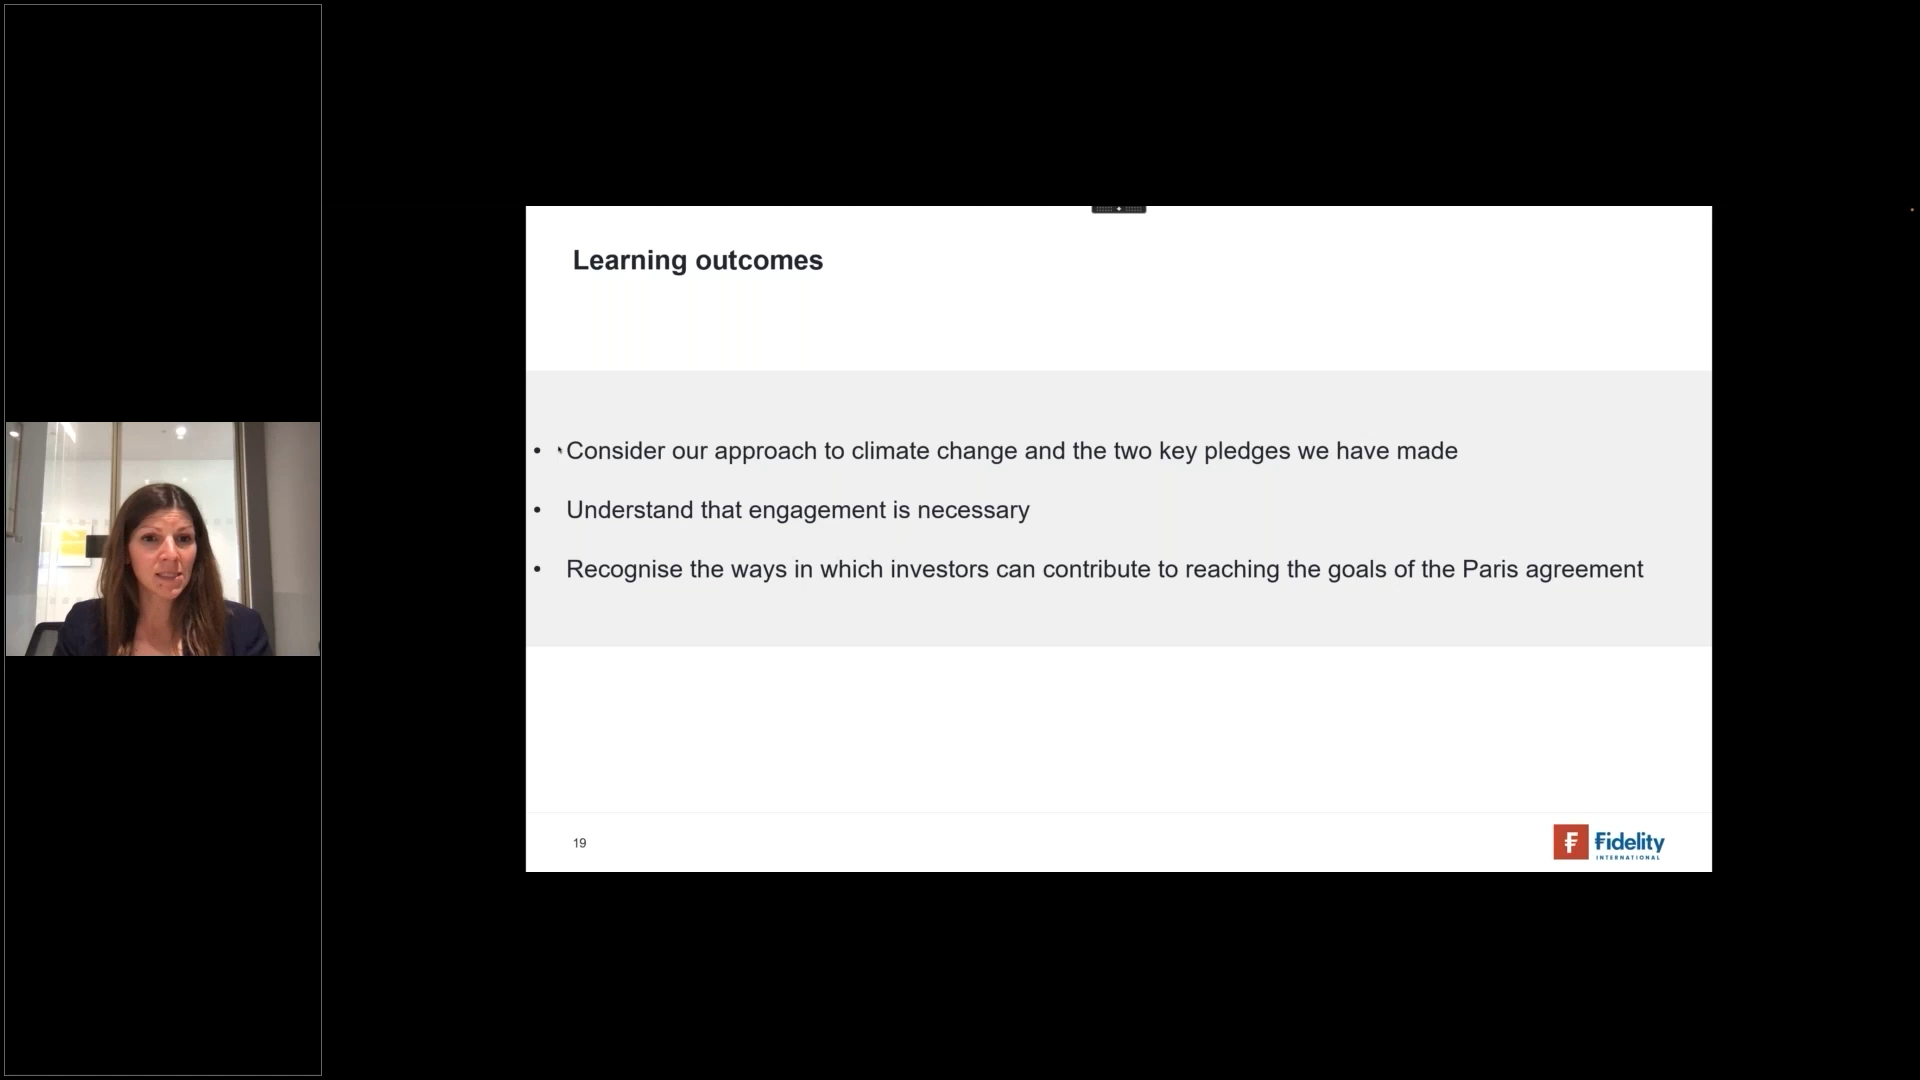 Learning outcomes
• Consider our approach to climate change and the two key pledges we have made
• Understand that engagement is necessary
• Recognise the ways in which investors can contribute to reaching the goals of the Paris agreement
19
Fidelity
INTERNATIONAL